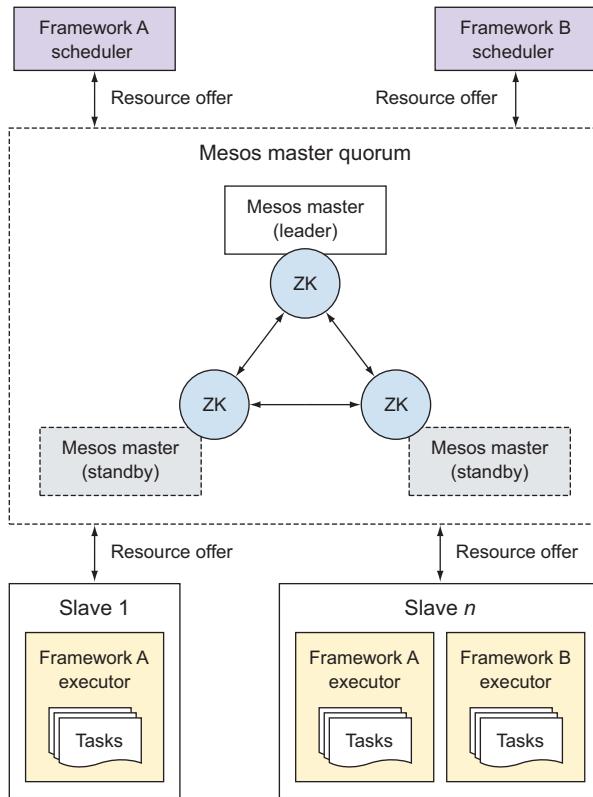 Framework A
scheduler
Framework B
scheduler
Resource offer
Resource offer
Mesos master quorum
Mesos master
(leader)
ZK
ZK
ZK
Mesos master
(standby)
Mesos master
(standby)
Resource offer
Resource offer
Slave 1
Slave n
Framework A
executor
Tasks
Framework A
executor
Tasks
Framework B
executor
Tasks